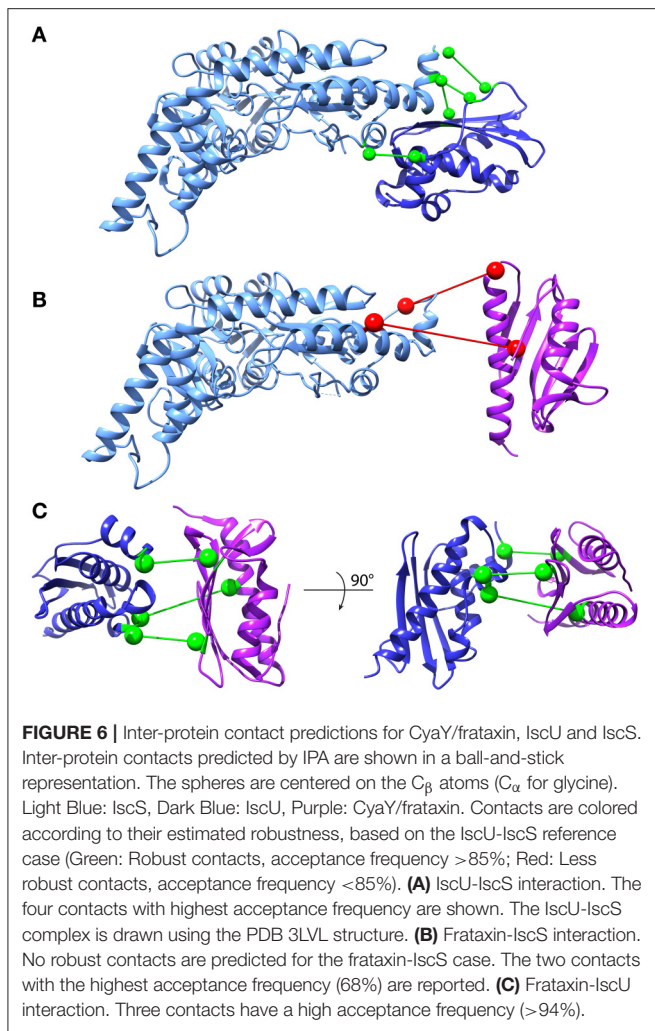 A
B
C
90°
FIGURE 6 | Inter-protein contact predictions for CyaY/frataxin, IscU and IscS.
Inter-protein contacts predicted by IPA are shown in a ball-and-stick
representation. The spheres are centered on the Cβ atoms (Cα for glycine).
Light Blue: IscS, Dark Blue: IscU, Purple: CyaY/frataxin. Contacts are colored
according to their estimated robustness, based on the IscU-IscS reference
case (Green: Robust contacts, acceptance frequency >85%; Red: Less
robust contacts, acceptance frequency <85%). (A) IscU-IscS interaction. The
four contacts with highest acceptance frequency are shown. The IscU-IscS
complex is drawn using the PDB 3LVL structure. (B) Frataxin-IscS interaction.
No robust contacts are predicted for the frataxin-IscS case. The two contacts
with the highest acceptance frequency (68%) are reported. (C) Frataxin-IscU
interaction. Three contacts have a high acceptance frequency (>94%).